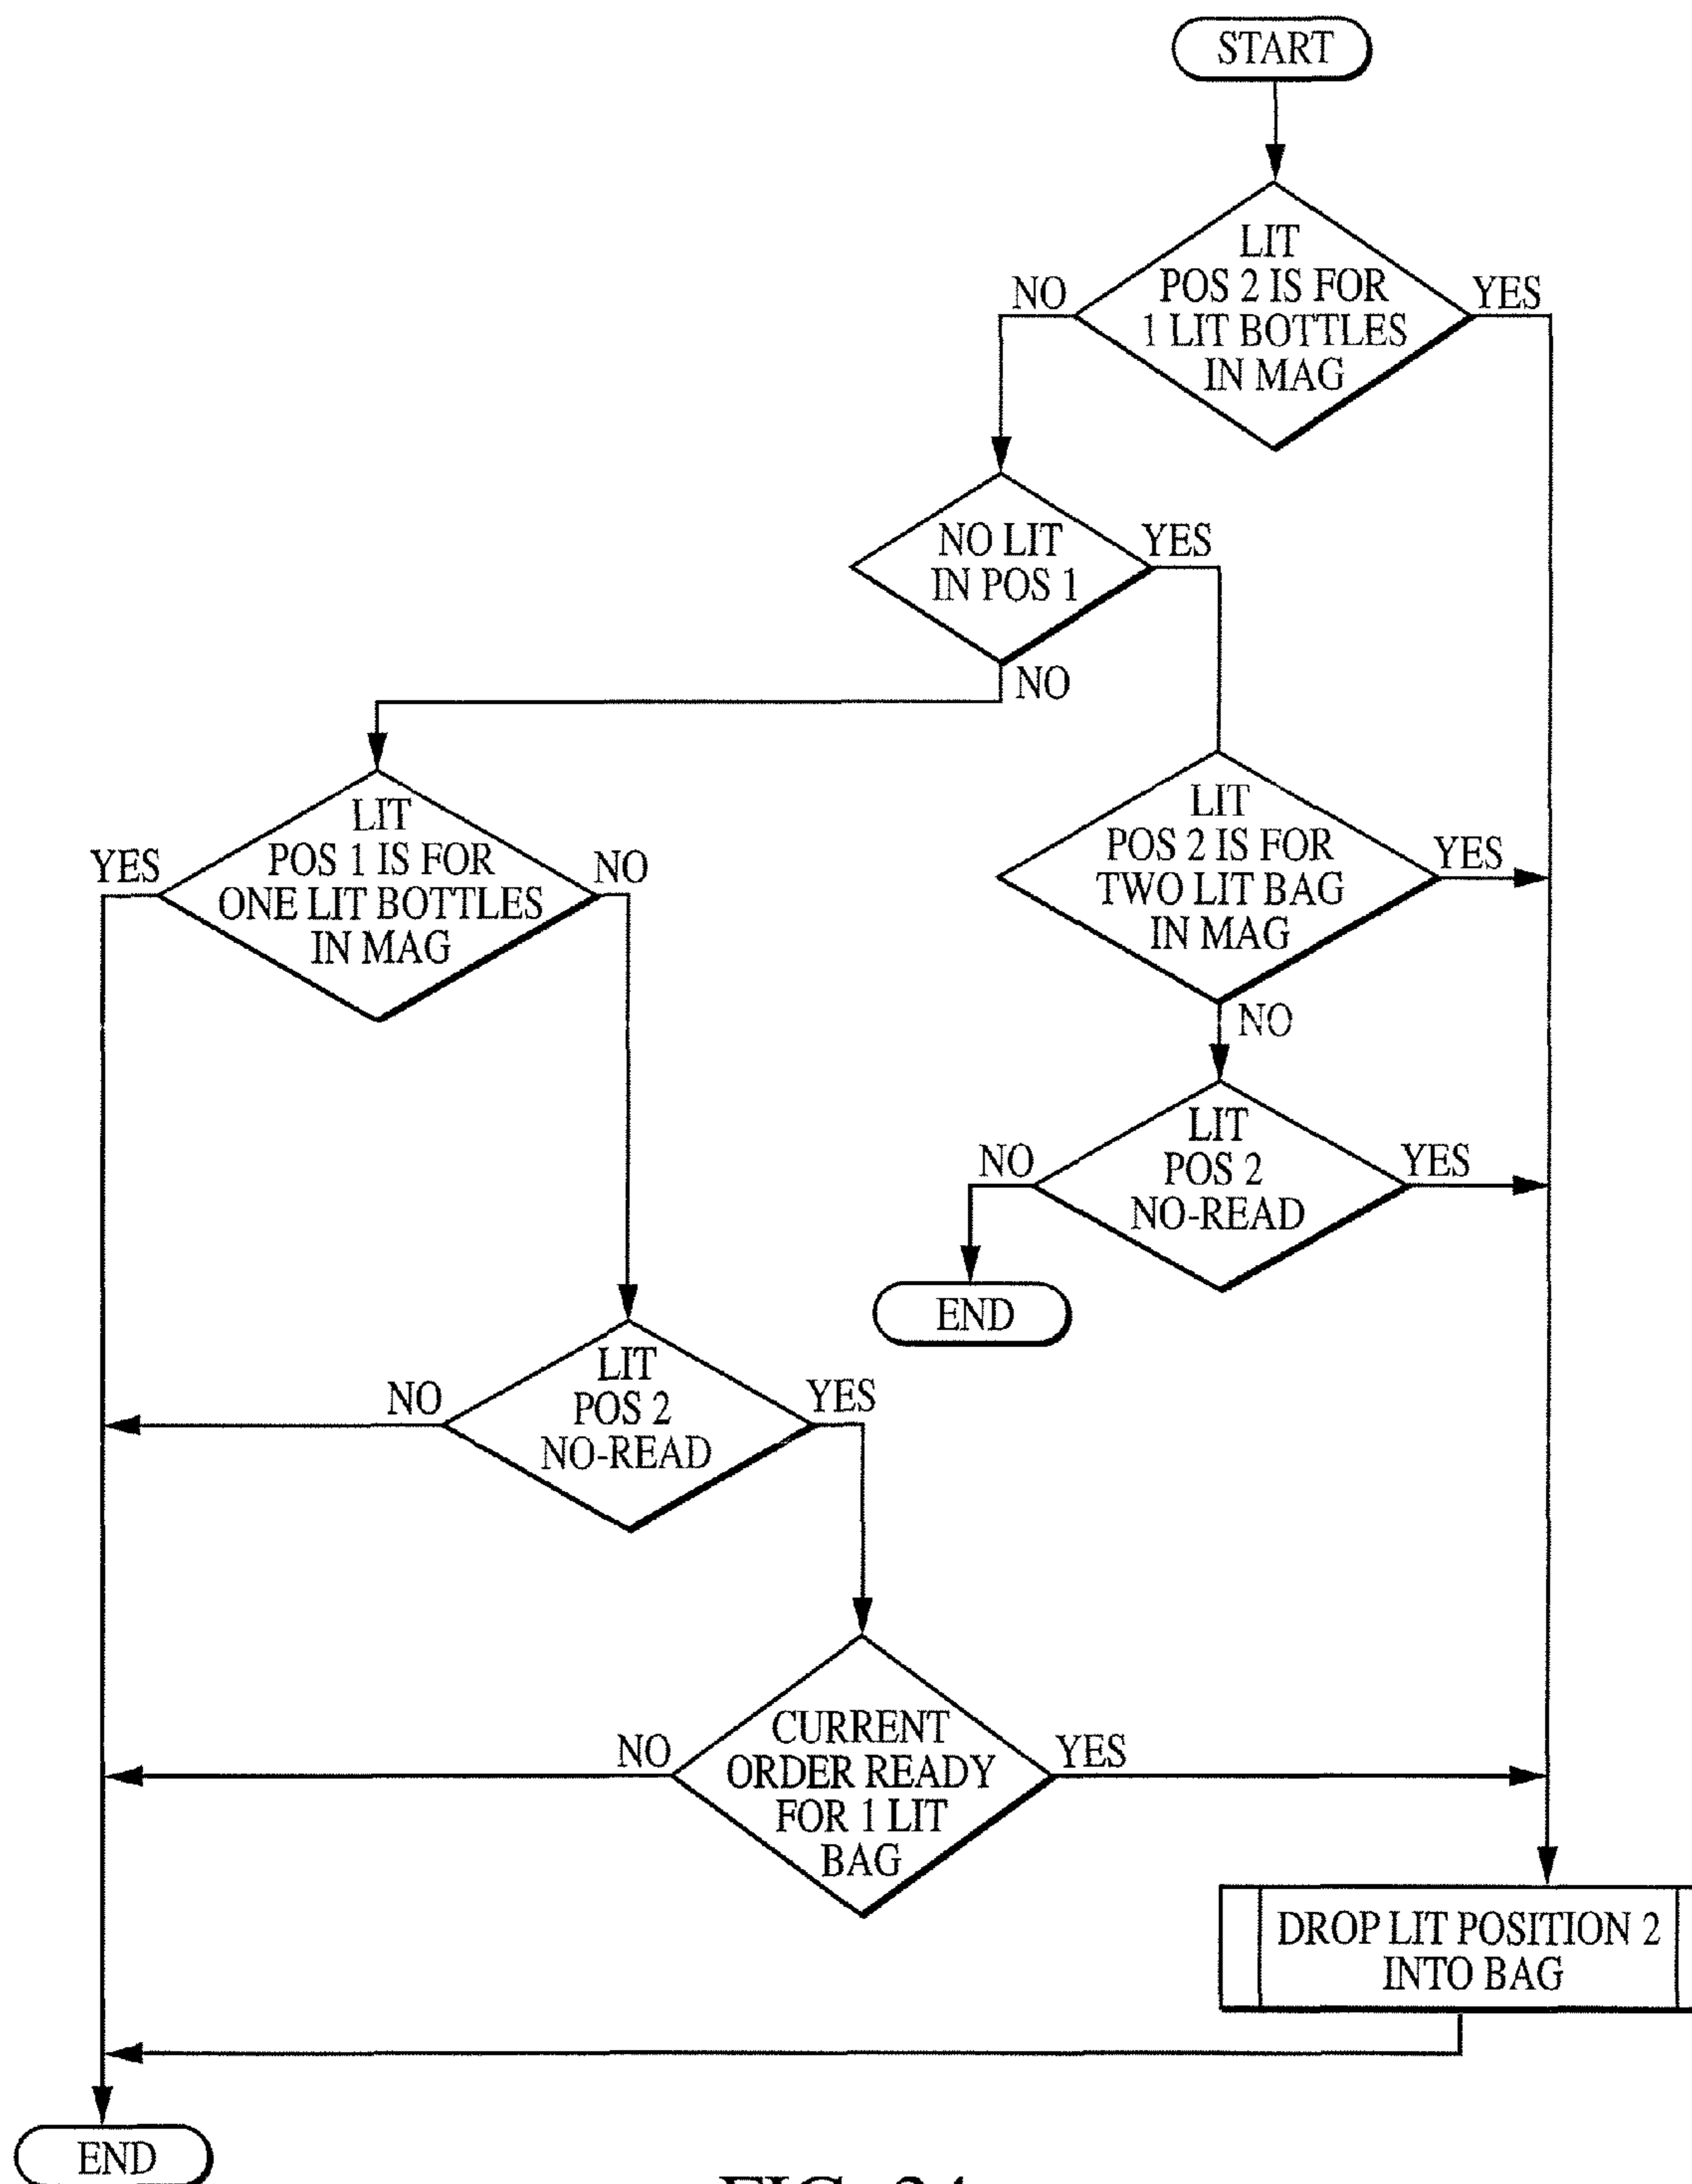 START
LIT
POS 2 IS FOR
1 LIT BOTTLES
IN MAG
NO
YES
NO LIT
IN POS 1
YES
NO
LIT
POS 1 IS FOR
ONE LIT BOTTLES
IN MAG
YES
NO
LIT
POS 2 IS FOR
TWO LIT BAG
IN MAG
YES
NO
LIT
POS 2
NO-READ
NO
YES
END
LIT
POS 2
NO-READ
NO
YES
CURRENT
ORDER READY
FOR 1 LIT
BAG
NO
YES
DROP LIT POSITION 2
INTO BAG
END